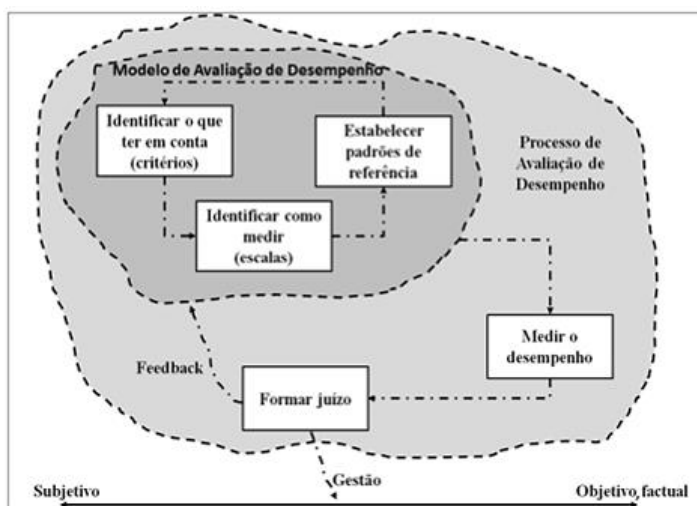 Modelo de Avaliação de Desempenho
Identificar o que
ter em conta
(critérios)
Estabelecer
padrões de
referência
Processo de
Avaliação de
Desempenho
Identificar como
medir
(escalas)
Medir o
desempenho
Feedback
Formar juízo
Gestão
Subjetivo
Objetivo, factual